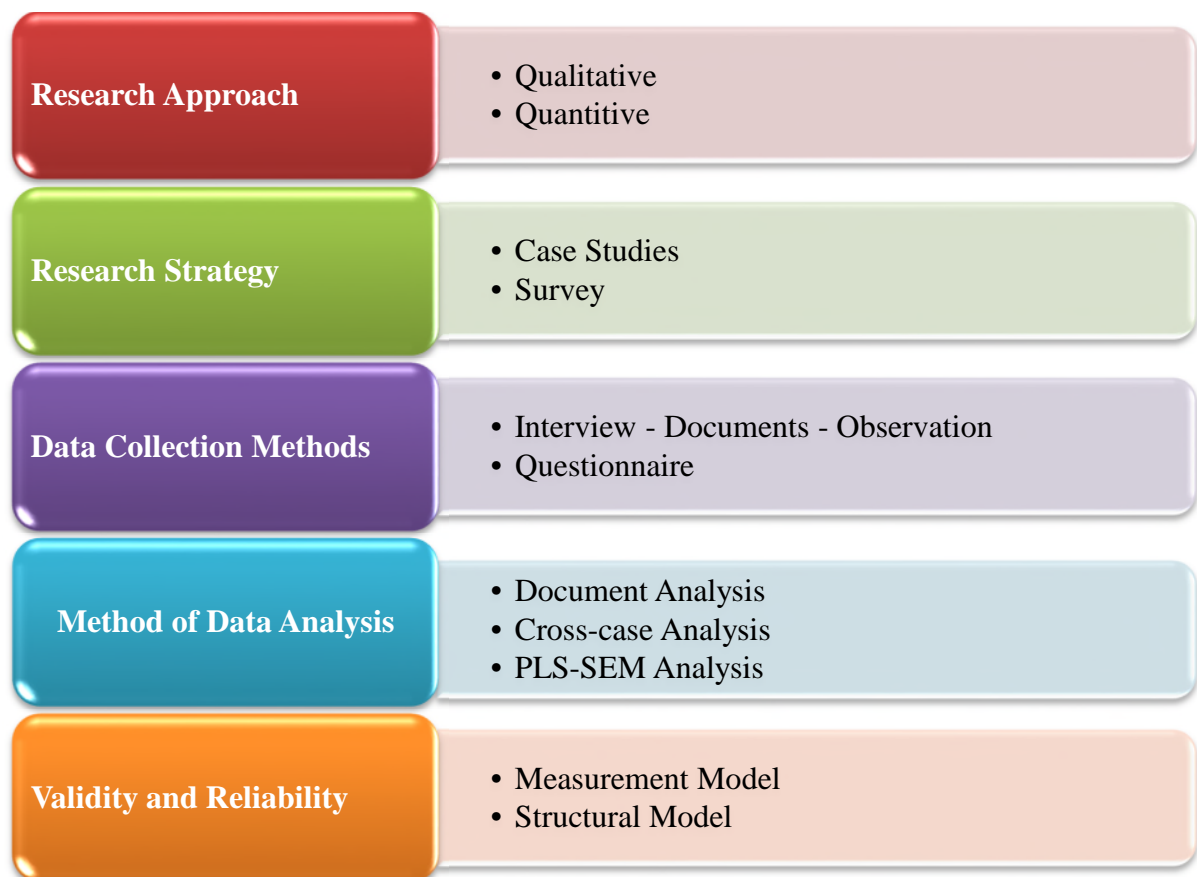 Research Approach
• Qualitative
• Quantitive
Research Strategy
• Case Studies
• Survey
Data Collection Methods
• Interview - Documents - Observation
• Questionnaire
Method of Data Analysis
• Document Analysis
• Cross-case Analysis
• PLS-SEM Analysis
Validity and Reliability
• Measurement Model
• Structural Model